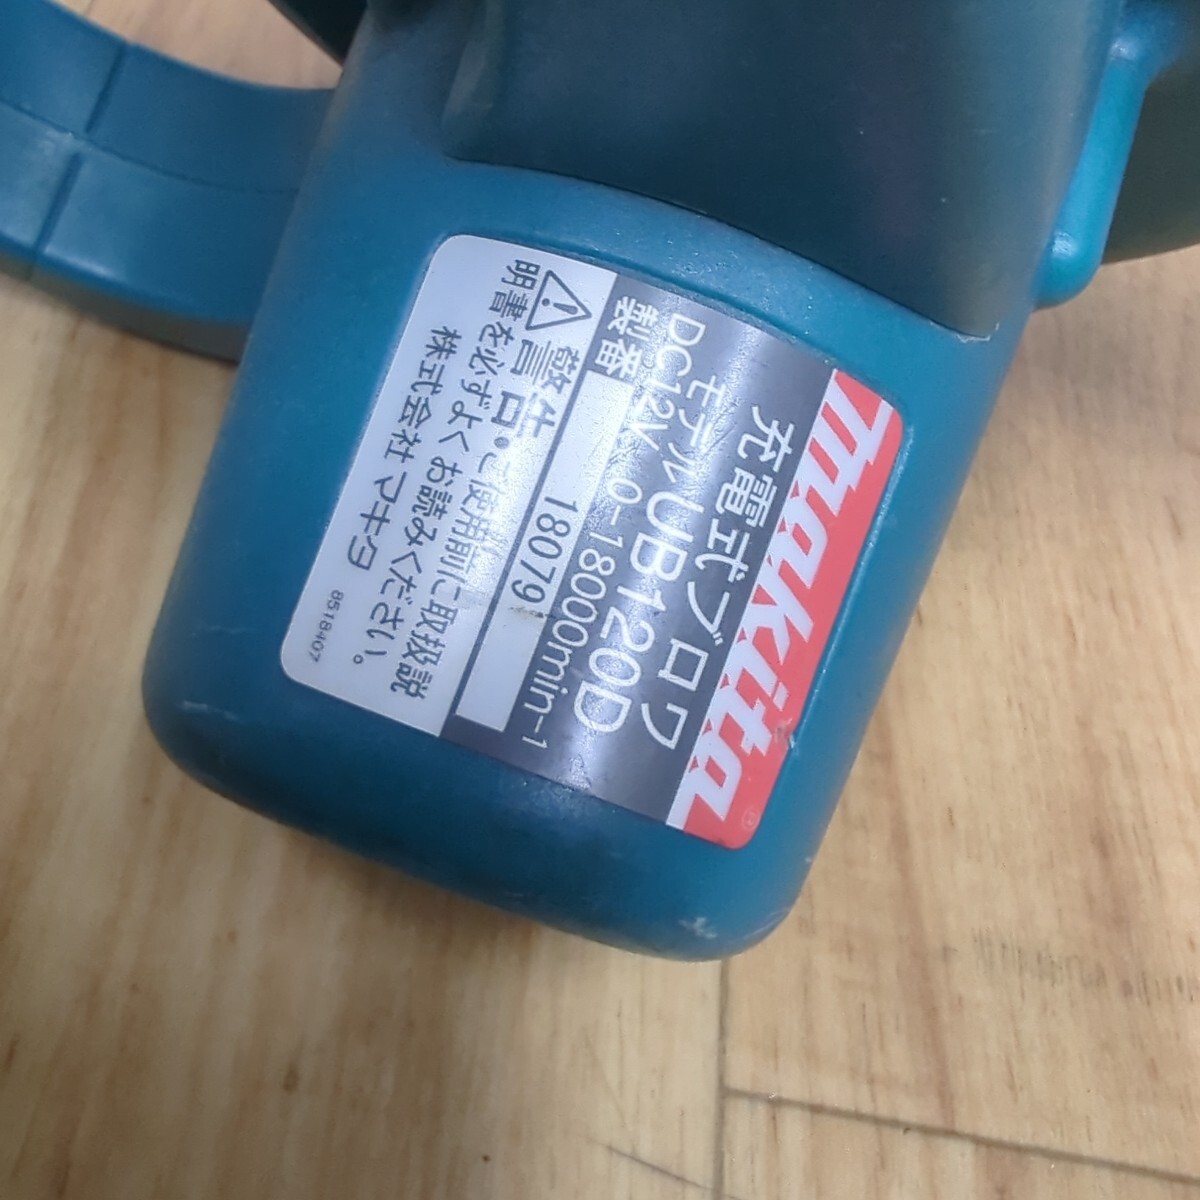 makita
充電式ブロワ
モデル UB120D
DC12V 0-18000min-1
製番 18079
⚠警告・ご使用前に取扱説
明書を必ずよくお読みください。
株式会社マキタ 8518407